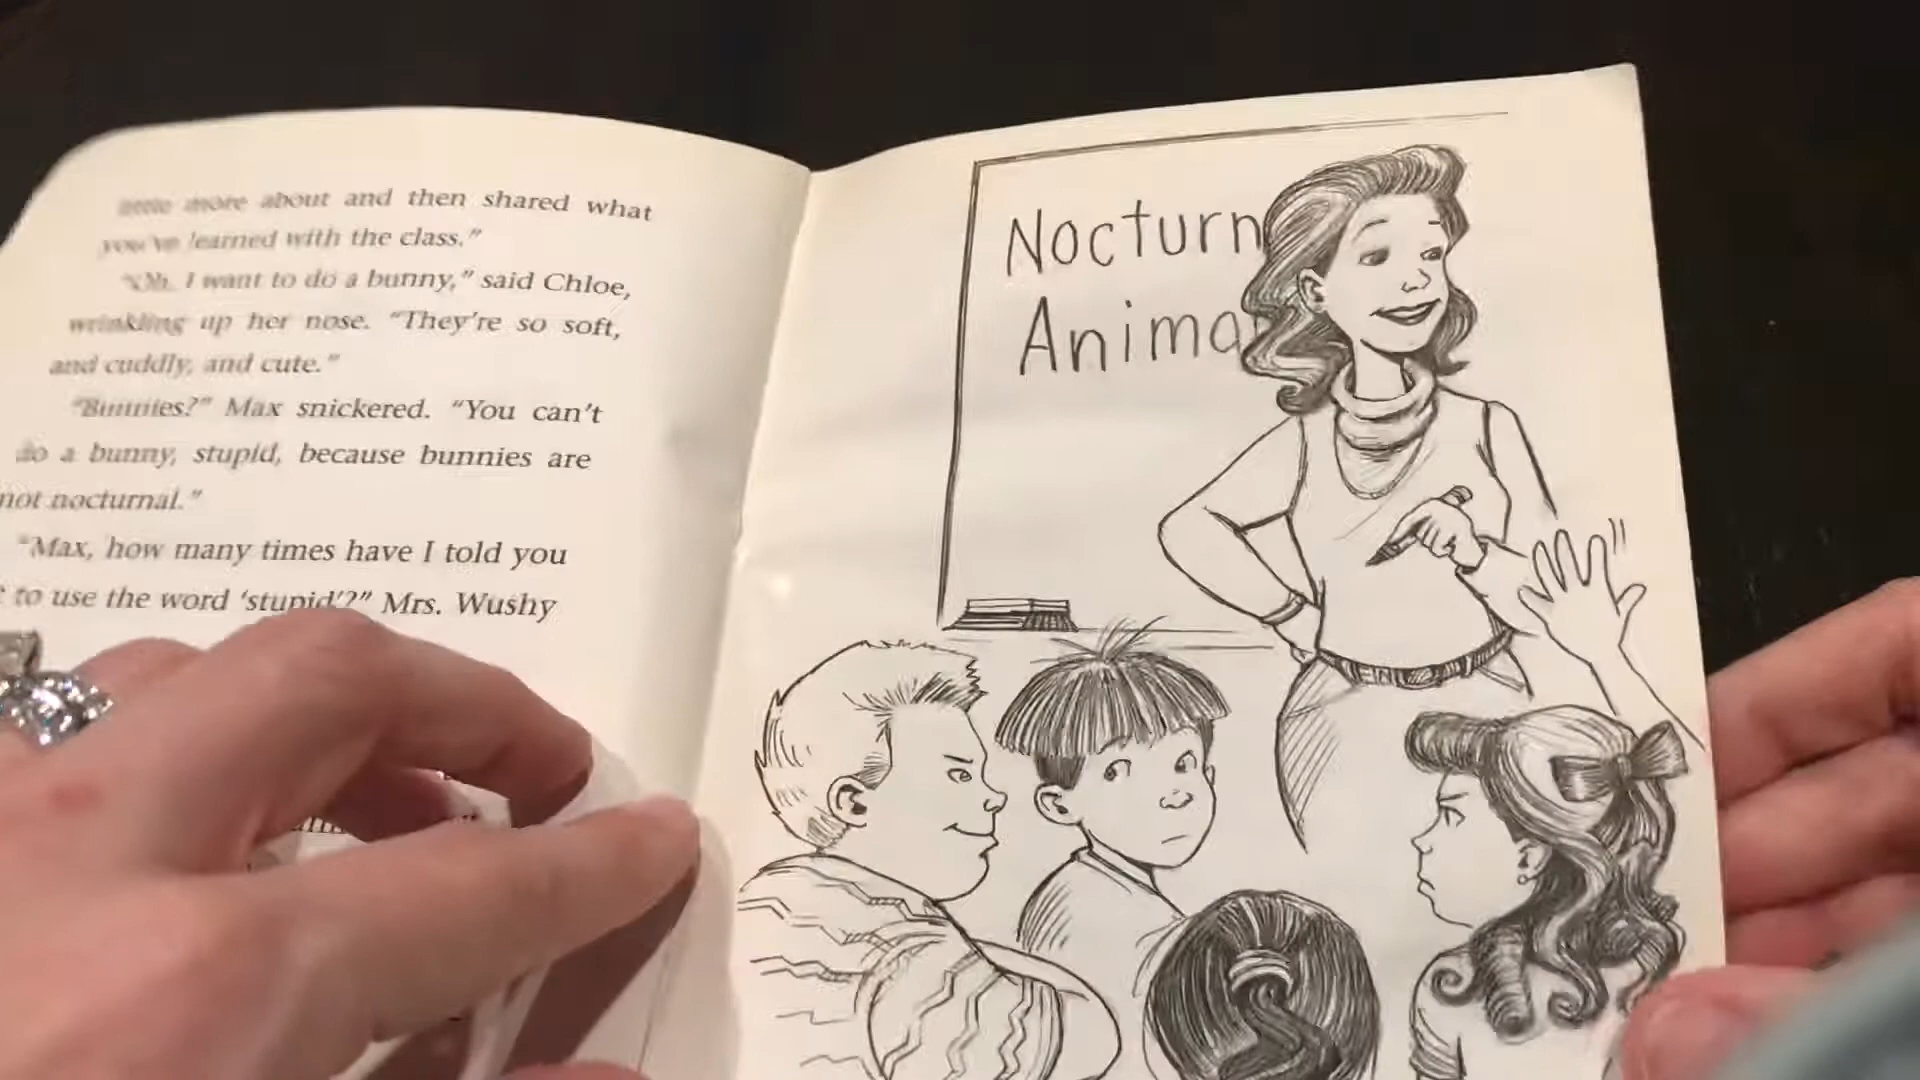 little more about and then shared what
you've learned with the class."
"Oh, I want to do a bunny," said Chloe,
wrinkling up her nose. "They're so soft,
and cuddly, and cute."
"Bunnies?" Max snickered. "You can't
do a bunny, stupid, because bunnies are
not nocturnal."
"Max, how many times have I told you
to use the word 'stupid'?" Mrs. Wushy
Nocturn
Anima